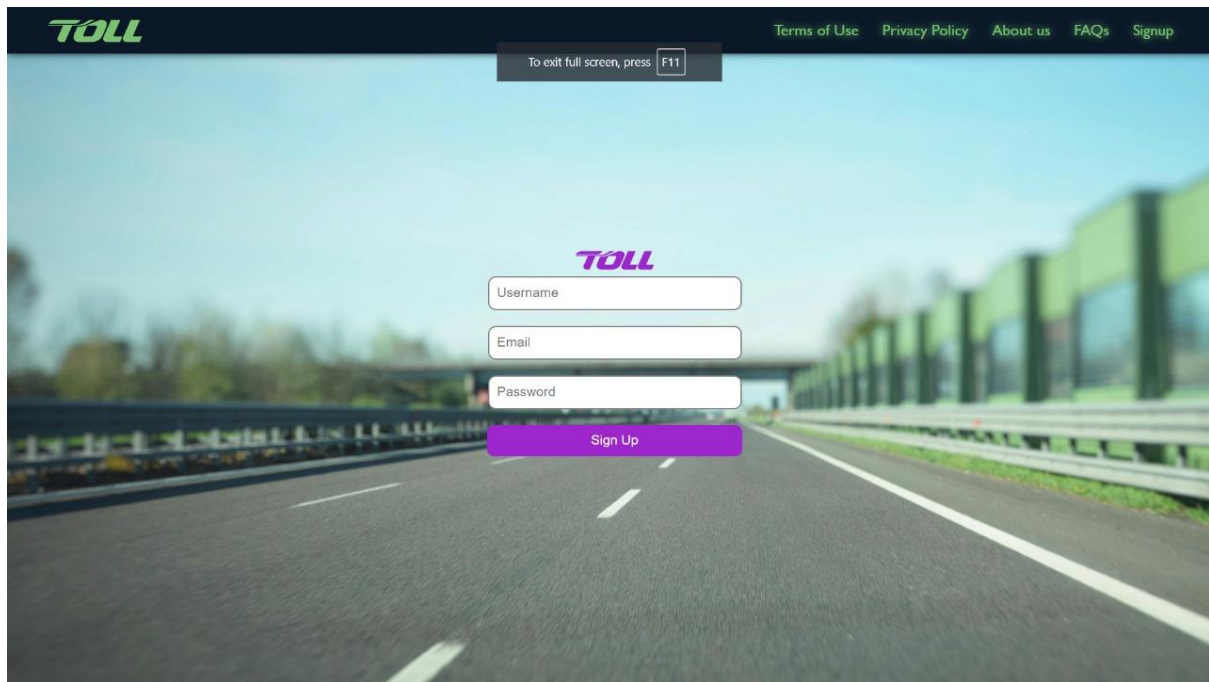 TOLL
Terms of Use Privacy Policy About us FAQs Signup
To exit full screen, press F11
TOLL
Username
Email
Password
Sign Up